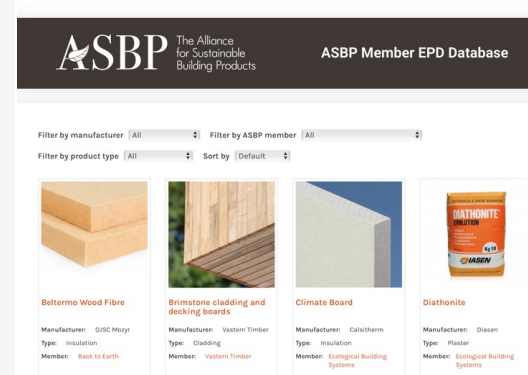 ASBP The Alliance
for Sustainable
Building Products
ASBP Member EPD Database
Filter by manufacturer All Filter by ASBP member All
Filter by product type All Sort by Default
DIATHONITE
EVOLUTION
Kg 18
DIASEN
Beltermo Wood Fibre
Manufacturer: OJSC Mozyr
Type: Insulation
Member: Back to Earth
Brimstone cladding and
decking boards
Manufacturer: Vastern Timber
Type: Cladding
Member: Vastern Timber
Climate Board
Manufacturer: Calsitherm
Type: Insulation
Member: Ecological Building
Systems
Diathonite
Manufacturer: Diasen
Type: Plaster
Member: Ecological Building
Systems